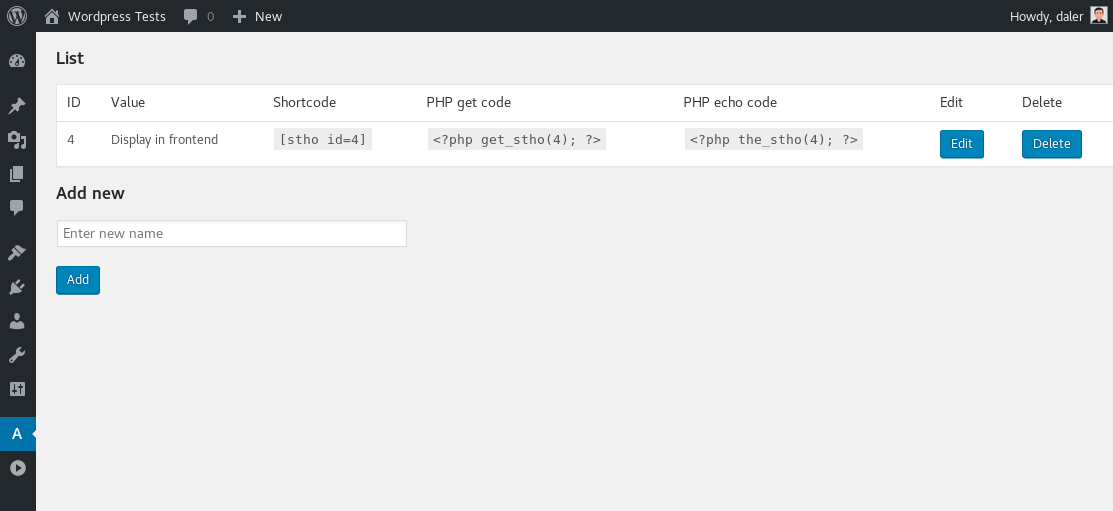 Wordpress Tests 0 New Howdy, daler
List
ID Value Shortcode PHP get code PHP echo code Edit Delete
4 Display in frontend [stho id=4] <?php get_stho(4); ?> <?php the_stho(4); ?> Edit Delete
Add new
Enter new name
Add
A